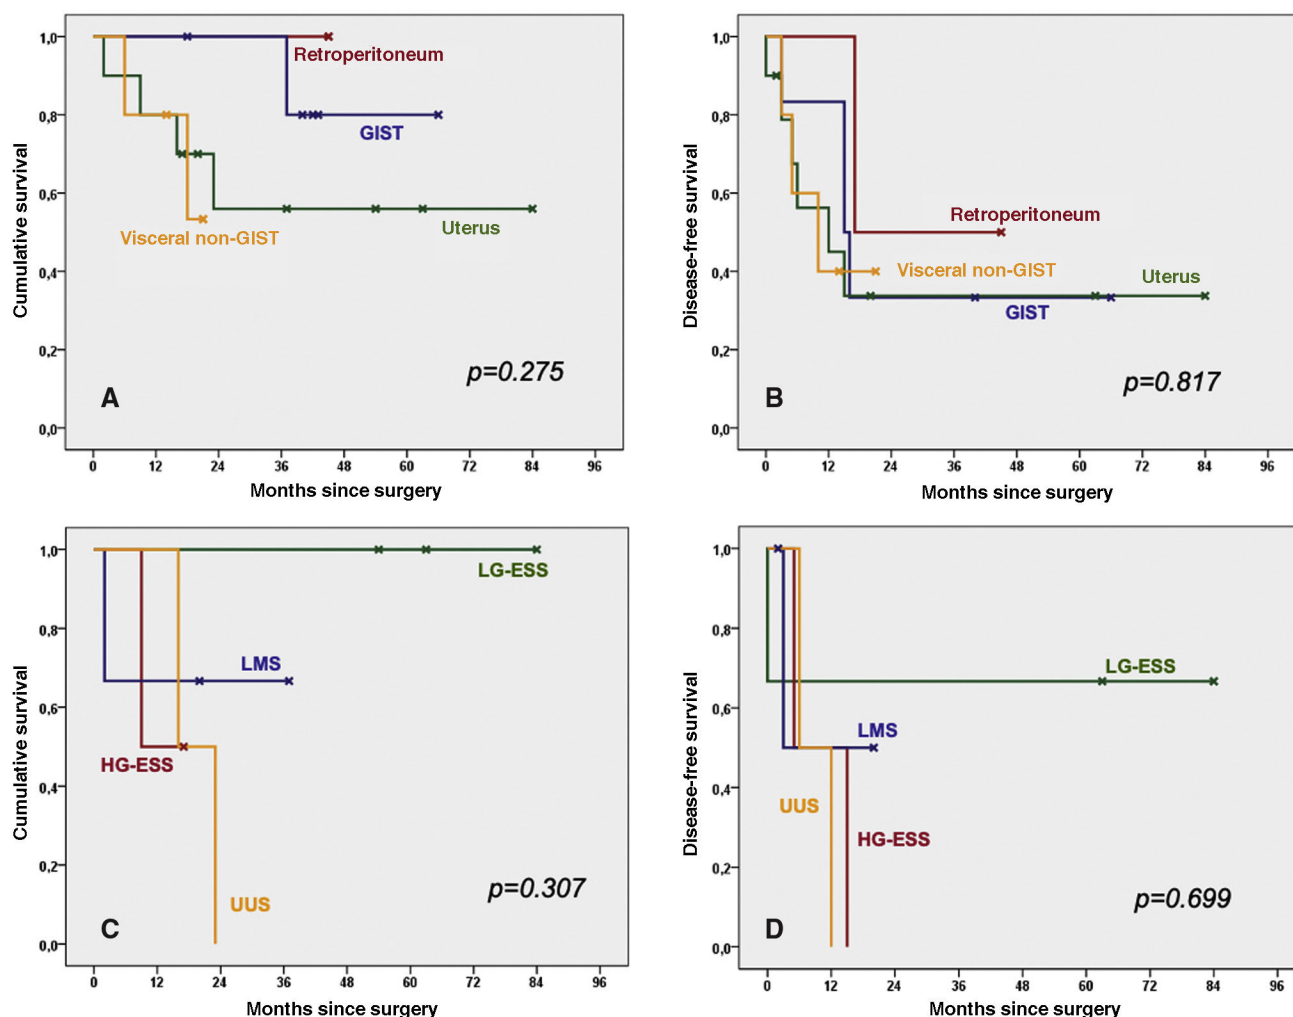 1,0
0,8
0,6
0,4
0,2
0,0
Cumulative survival
Retroperitoneum
GIST
Uterus
Visceral non-GIST
p=0.275
A
0 12 24 36 48 60 72 84 96
Months since surgery
1,0
0,8
0,6
0,4
0,2
0,0
Disease-free survival
Retroperitoneum
Visceral non-GIST
Uterus
GIST
p=0.817
B
0 12 24 36 48 60 72 84 96
Months since surgery
1,0
0,8
0,6
0,4
0,2
0,0
Cumulative survival
LG-ESS
LMS
HG-ESS
UUS
p=0.307
C
0 12 24 36 48 60 72 84 96
Months since surgery
1,0
0,8
0,6
0,4
0,2
0,0
Disease-free survival
LG-ESS
LMS
UUS
HG-ESS
p=0.699
D
0 12 24 36 48 60 72 84 96
Months since surgery